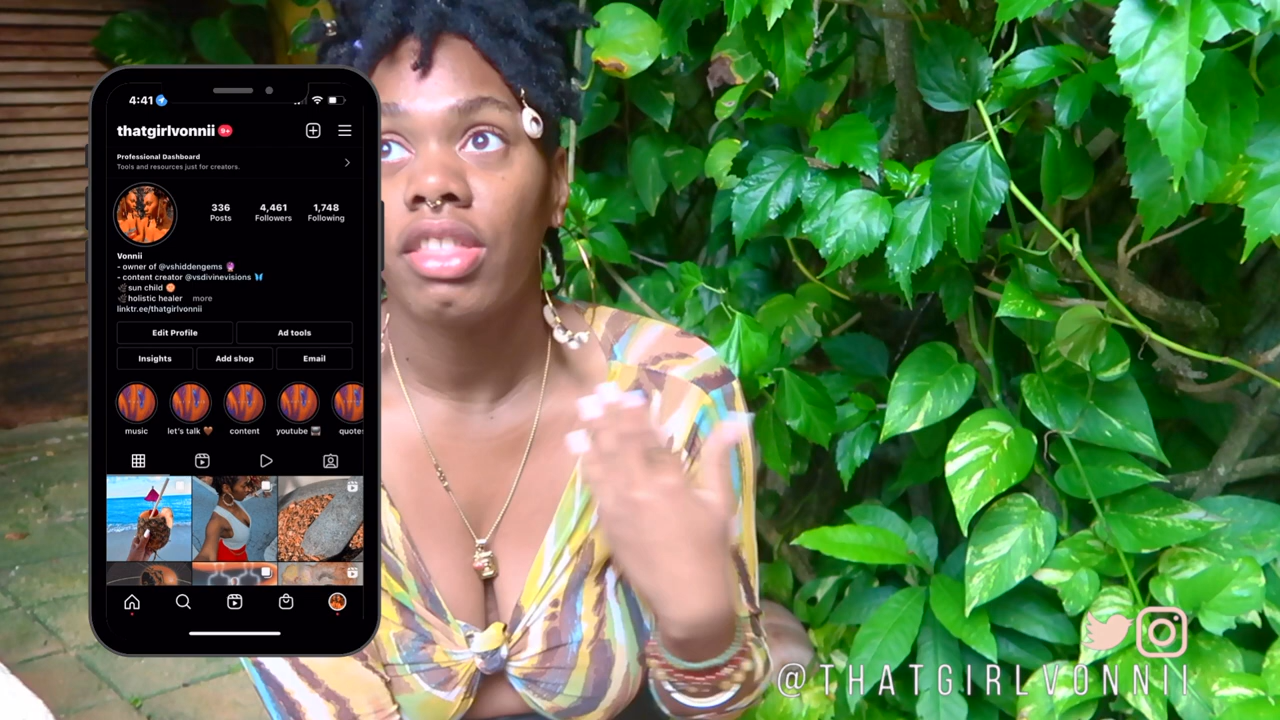 4:41
thatgirlvonnii 9+
Professional Dashboard
Tools and resources just for creators.
336 4,461 1,748
Posts Followers Following
Vonnii
- owner of @vshiddengems 🔮
- content creator @vsdivinevisions 🦋
sun child
holistic healer more
linktr.ee/thatgirlvonnii
Edit Profile Ad tools
Insights Add shop Email
music let's talk 🤎 content youtube quotes
@THATGIRLVONNII